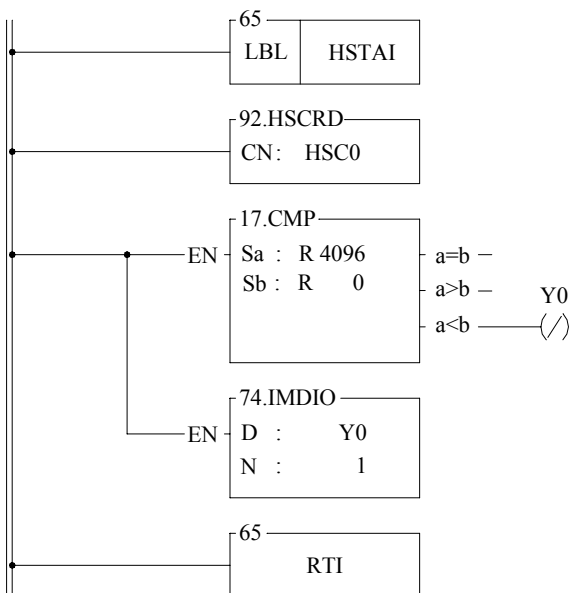 65
LBL HSTAI
92.HSCRD
CN: HSC0
17.CMP
EN Sa : R 4096 a=b
Sb : R 0 a>b Y0
a<b
74.IMDIO
EN D : Y0
N : 1
65
RTI